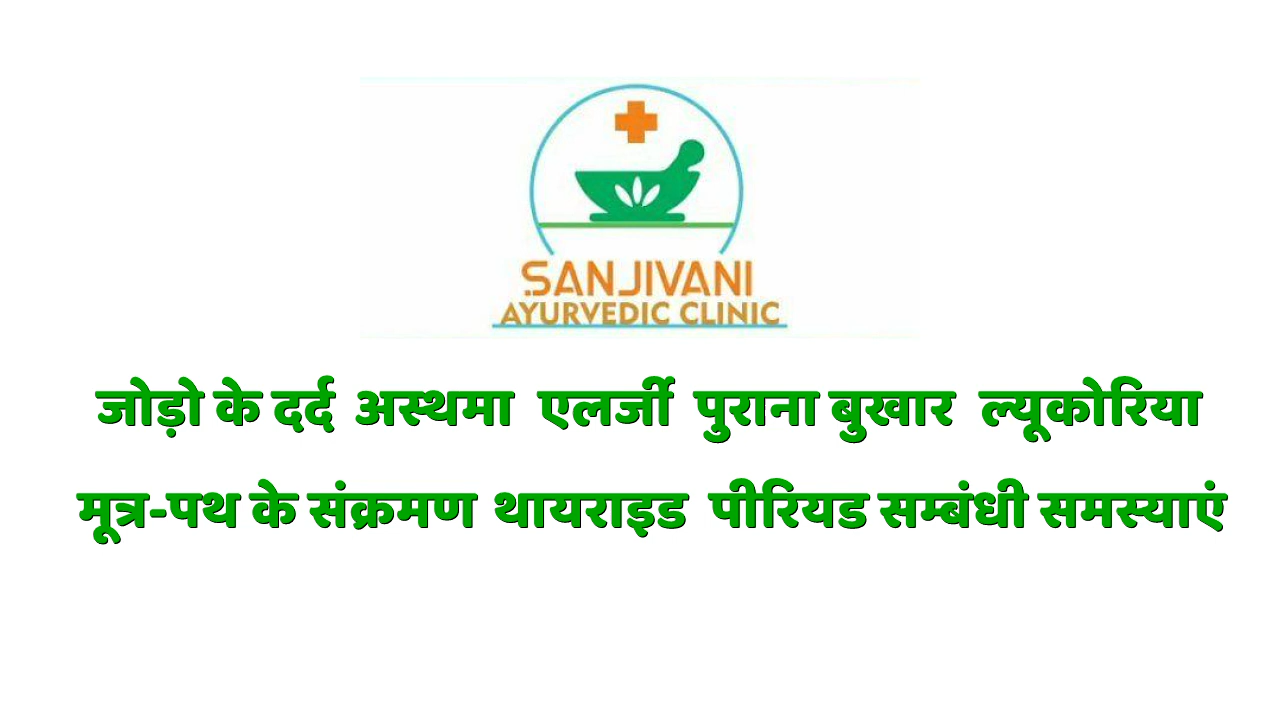 SANJIVANI
AYURVEDIC CLINIC
जोड़ो के दर्द अस्थमा एलर्जी पुराना बुखार ल्यूकोरिया
मूत्र-पथ के संक्रमण थायराइड पीरियड सम्बंधी समस्याएं